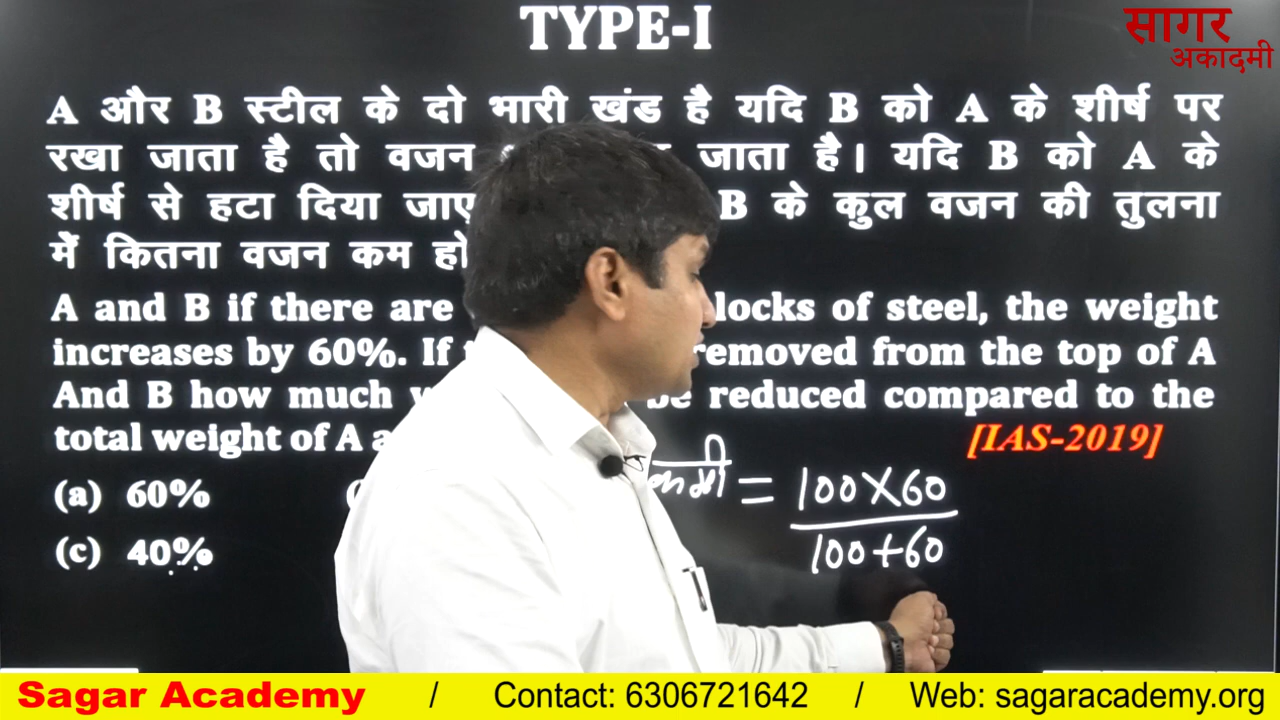 TYPE-I
सागर
अकादमी
A और B स्टील के दो भारी खंड है यदि B को A के शीर्ष पर
रखा जाता है तो वजन जाता है। यदि B को A के
शीर्ष से हटा दिया जाए B के कुल वजन की तुलना
में कितना वजन कम हो
A and B if there are locks of steel, the weight
increases by 60%. If removed from the top of A
And B how much be reduced compared to the
total weight of A
[IAS-2019]
(a) 60%
(c) 40%
कमी = 100×60
100+60
Sagar Academy / Contact: 6306721642 / Web: sagaracademy.org